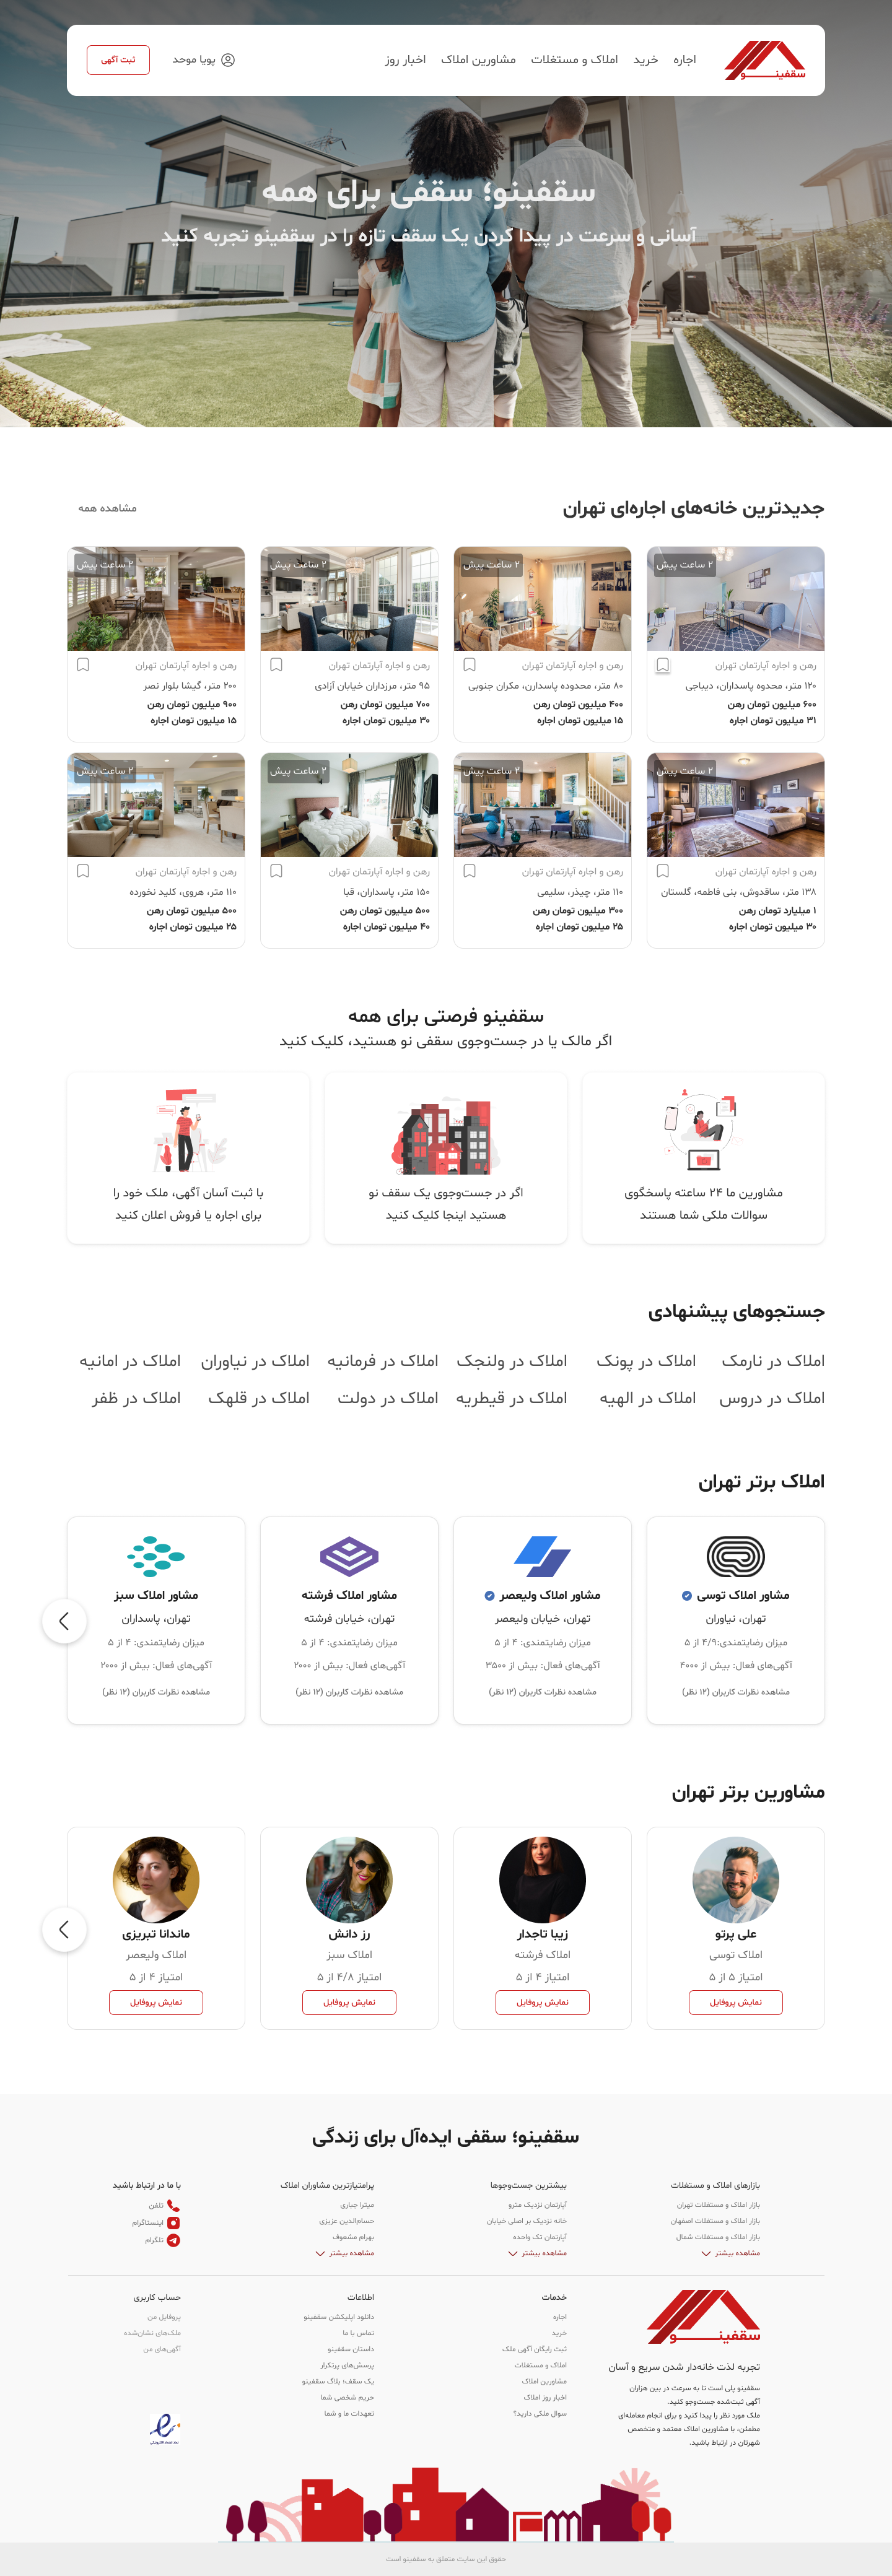 سقفینو
اجاره
خرید
املاک و مستغلات
مشاورین املاک
اخبار روز
پویا موحد
ثبت آگهی
سقفینو؛ سقفی برای همه
آسانی و سرعت در پیدا کردن یک سقف تازه را در سقفینو تجربه کنید
جدیدترین خانه‌های اجاره‌ای تهران
مشاهده همه
۲ ساعت پیش
رهن و اجاره آپارتمان تهران
۱۲۰ متر، محدوه پاسداران، دیباجی
۶۰۰ میلیون تومان رهن
۳۱ میلیون تومان اجاره
۲ ساعت پیش
رهن و اجاره آپارتمان تهران
۸۰ متر، محدوده پاسدارن، مکران جنوبی
۴۰۰ میلیون تومان رهن
۱۵ میلیون تومان اجاره
۲ ساعت پیش
رهن و اجاره آپارتمان تهران
۹۵ متر، مرزداران خیابان آزادی
۷۰۰ میلیون تومان رهن
۳۰ میلیون تومان اجاره
۲ ساعت پیش
رهن و اجاره آپارتمان تهران
۲۰۰ متر، گیشا بلوار نصر
۹۰۰ میلیون تومان رهن
۱۵ میلیون تومان اجاره
۲ ساعت پیش
رهن و اجاره آپارتمان تهران
۱۳۸ متر، ساقدوش، بنی فاطمه، گلستان
۱ میلیارد تومان رهن
۳۰ میلیون تومان اجاره
۲ ساعت پیش
رهن و اجاره آپارتمان تهران
۱۱۰ متر، چیذر، سلیمی
۳۰۰ میلیون تومان رهن
۲۵ میلیون تومان اجاره
۲ ساعت پیش
رهن و اجاره آپارتمان تهران
۱۵۰ متر، پاسداران، قبا
۵۰۰ میلیون تومان رهن
۴۰ میلیون تومان اجاره
۲ ساعت پیش
رهن و اجاره آپارتمان تهران
۱۱۰ متر، هروی، کلید نخورده
۵۰۰ میلیون تومان رهن
۲۵ میلیون تومان اجاره
سقفینو فرصتی برای همه
اگر مالک یا در جست‌وجوی سقفی نو هستید، کلیک کنید
مشاورین ما ۲۴ ساعته پاسخگوی
سوالات ملکی شما هستند
اگر در جست‌وجوی یک سقف نو
هستید اینجا کلیک کنید
با ثبت آسان آگهی، ملک خود را
برای اجاره یا فروش اعلان کنید
جستجوهای پیشنهادی
املاک در نارمک
املاک در پونک
املاک در ولنجک
املاک در فرمانیه
املاک در نیاوران
املاک در امانیه
املاک در دروس
املاک در الهیه
املاک در قیطریه
املاک در دولت
املاک در قلهک
املاک در ظفر
املاک برتر تهران
مشاور املاک توسی
تهران، نیاوران
میزان رضایتمندی:۴/۹ از ۵
آگهی‌های فعال: بیش از ۴۰۰۰
مشاهده نظرات کاربران (۱۲ نظر)
مشاور املاک ولیعصر
تهران، خیابان ولیعصر
میزان رضایتمندی: ۴ از ۵
آگهی‌های فعال: بیش از ۳۵۰۰
مشاهده نظرات کاربران (۱۲ نظر)
مشاور املاک فرشته
تهران، خیابان فرشته
میزان رضایتمندی: ۴ از ۵
آگهی‌های فعال: بیش از ۲۰۰۰
مشاهده نظرات کاربران (۱۲ نظر)
مشاور املاک سبز
تهران، پاسداران
میزان رضایتمندی: ۴ از ۵
آگهی‌های فعال: بیش از ۲۰۰۰
مشاهده نظرات کاربران (۱۲ نظر)
مشاورین برتر تهران
علی پرتو
املاک توسی
امتیاز ۵ از ۵
نمایش پروفایل
زیبا تاجدار
املاک فرشته
امتیاز ۴ از ۵
نمایش پروفایل
رز دانش
املاک سبز
امتیاز ۴/۸ از ۵
نمایش پروفایل
ماندانا تبریزی
املاک ولیعصر
امتیاز ۴ از ۵
نمایش پروفایل
سقفینو؛ سقفی ایده‌آل برای زندگی
بازارهای املاک و مستغلات
بازار املاک و مستغلات تهران
بازار املاک و مستغلات اصفهان
بازار املاک و مستغلات شمال
مشاهده بیشتر
بیشترین جست‌وجوها
آپارتمان نزدیک مترو
خانه نزدیک بر اصلی خیابان
آپارتمان تک واحده
مشاهده بیشتر
پرامتیازترین مشاوران املاک
میترا جباری
حسام‌الدین عزیزی
بهرام مشعوف
مشاهده بیشتر
با ما در ارتباط باشید
تلفن
اینستاگرام
تلگرام
سقفینو
تجربه لذت خانه‌دار شدن سریع و آسان
سقفینو پلی است تا به سرعت در بین هزاران
آگهی ثبت‌شده جست‌وجو کنید.
ملک مورد نظر را پیدا کنید و برای انجام معامله‌ای
مطمئن، با مشاورین املاک معتمد و متخصص
شهرتان در ارتباط باشید.
خدمات
اجاره
خرید
ثبت رایگان آگهی ملک
املاک و مستغلات
مشاورین املاک
اخبار روز املاک
سوال ملکی دارید؟
اطلاعات
دانلود اپلیکشن سقفینو
تماس با ما
داستان سقفینو
پرسش‌های پرتکرار
یک سقف؛ بلاگ سقفینو
حریم شخصی شما
تعهدات ما و شما
حساب کاربری
پروفایل من
ملک‌های نشان‌شده
آگهی‌های من
نماد اعتماد الکترونیکی
حقوق این سایت متعلق به سقفینو است